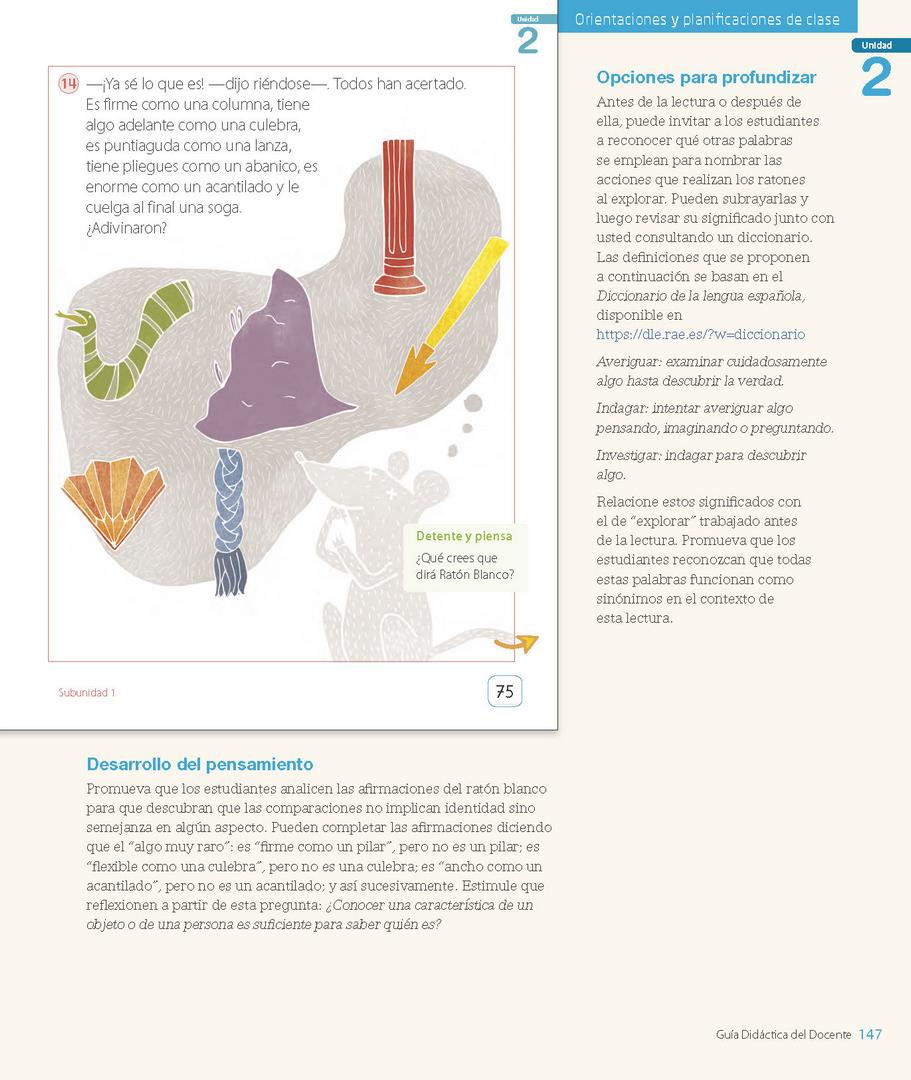 Orientaciones y planificaciones de clase
Unidad
2
Unidad
2
14 —¡Ya sé lo que es! —dijo riéndose—. Todos han acertado.
Es firme como una columna, tiene
algo adelante como una culebra,
es puntiaguda como una lanza,
tiene pliegues como un abanico, es
enorme como un acantilado y le
cuelga al final una soga.
¿Adivinaron?
Detente y piensa
¿Qué crees que
dirá Ratón Blanco?
Subunidad 1
75
Opciones para profundizar
Antes de la lectura o después de
ella, puede invitar a los estudiantes
a reconocer qué otras palabras
se emplean para nombrar las
acciones que realizan los ratones
al explorar. Pueden subrayarlas y
luego revisar su significado junto con
usted consultando un diccionario.
Las definiciones que se proponen
a continuación se basan en el
Diccionario de la lengua española,
disponible en
https://dle.rae.es/?w=diccionario
Averiguar: examinar cuidadosamente
algo hasta descubrir la verdad.
Indagar: intentar averiguar algo
pensando, imaginando o preguntando.
Investigar: indagar para descubrir
algo.
Relacione estos significados con
el de “explorar” trabajado antes
de la lectura. Promueva que los
estudiantes reconozcan que todas
estas palabras funcionan como
sinónimos en el contexto de
esta lectura.
Desarrollo del pensamiento
Promueva que los estudiantes analicen las afirmaciones del ratón blanco
para que descubran que las comparaciones no implican identidad sino
semejanza en algún aspecto. Pueden completar las afirmaciones diciendo
que el “algo muy raro”: es “firme como un pilar”, pero no es un pilar; es
“flexible como una culebra”, pero no es una culebra; es “ancho como un
acantilado”, pero no es un acantilado; y así sucesivamente. Estimule que
reflexionen a partir de esta pregunta: ¿Conocer una característica de un
objeto o de una persona es suficiente para saber quién es?
Guía Didáctica del Docente 147